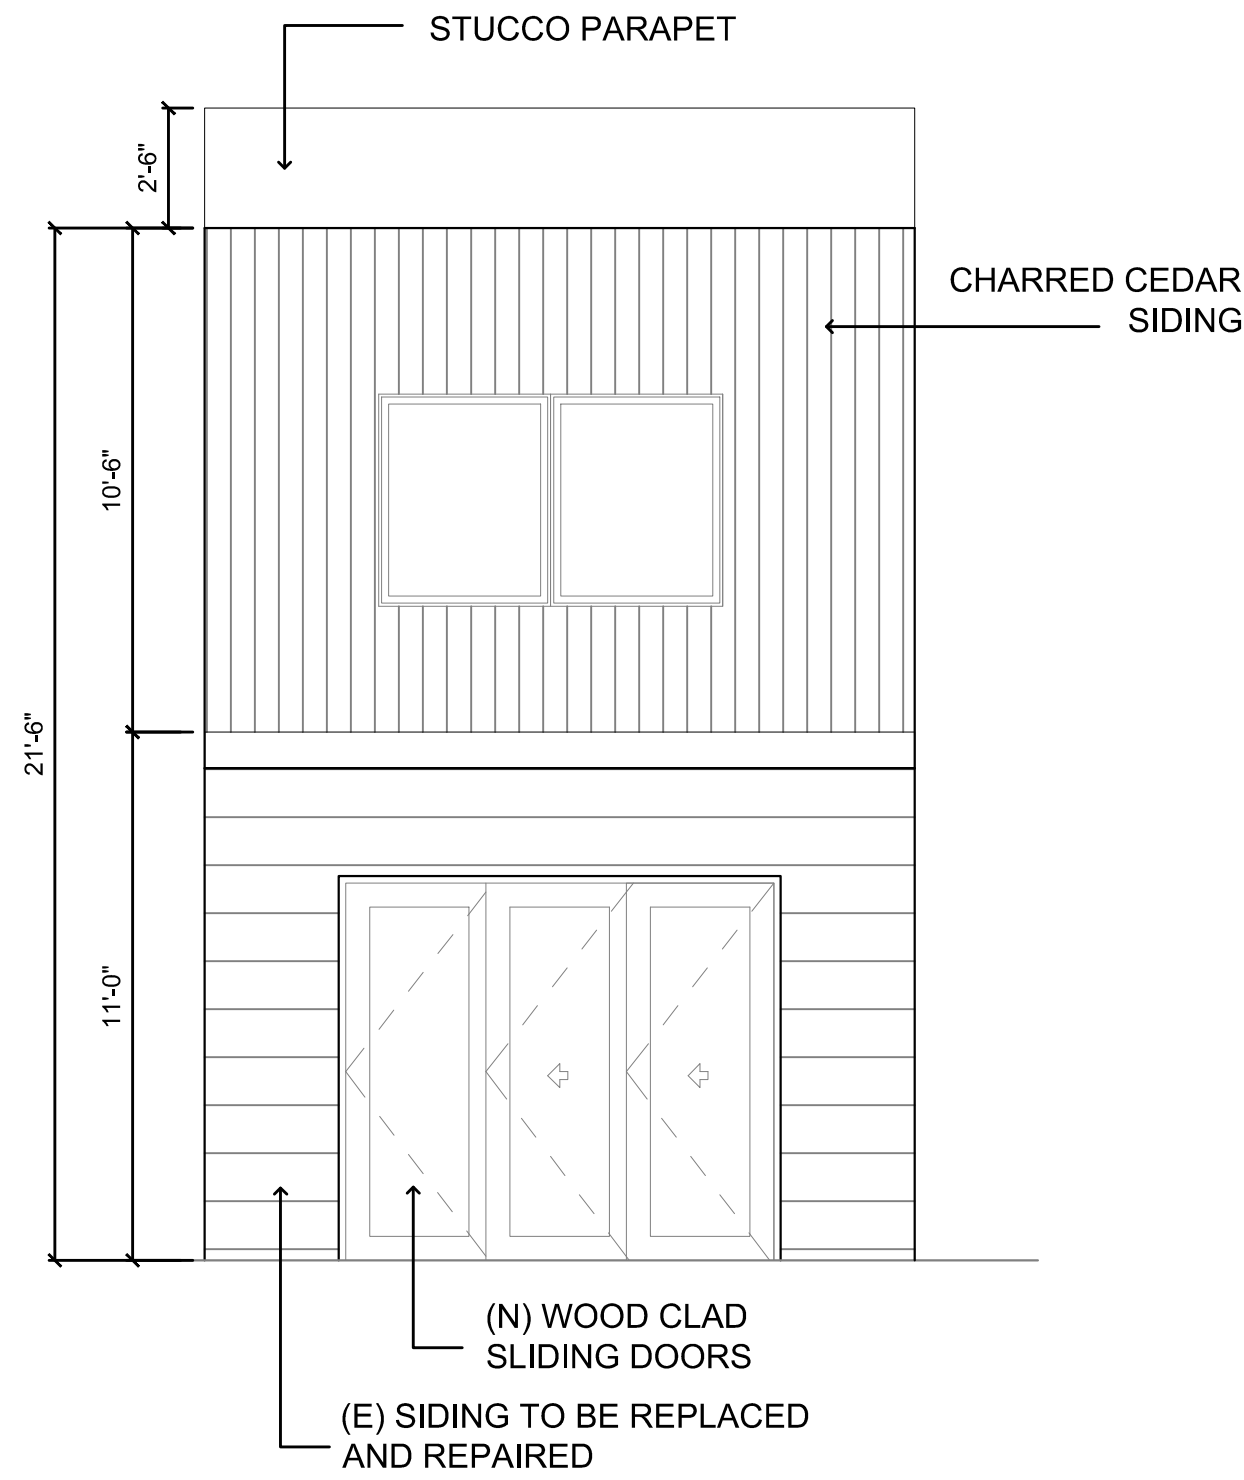 STUCCO PARAPET
2'-6"
CHARRED CEDAR
SIDING
10'-6"
21'-6"
11'-0"
(N) WOOD CLAD
SLIDING DOORS
(E) SIDING TO BE REPLACED
AND REPAIRED